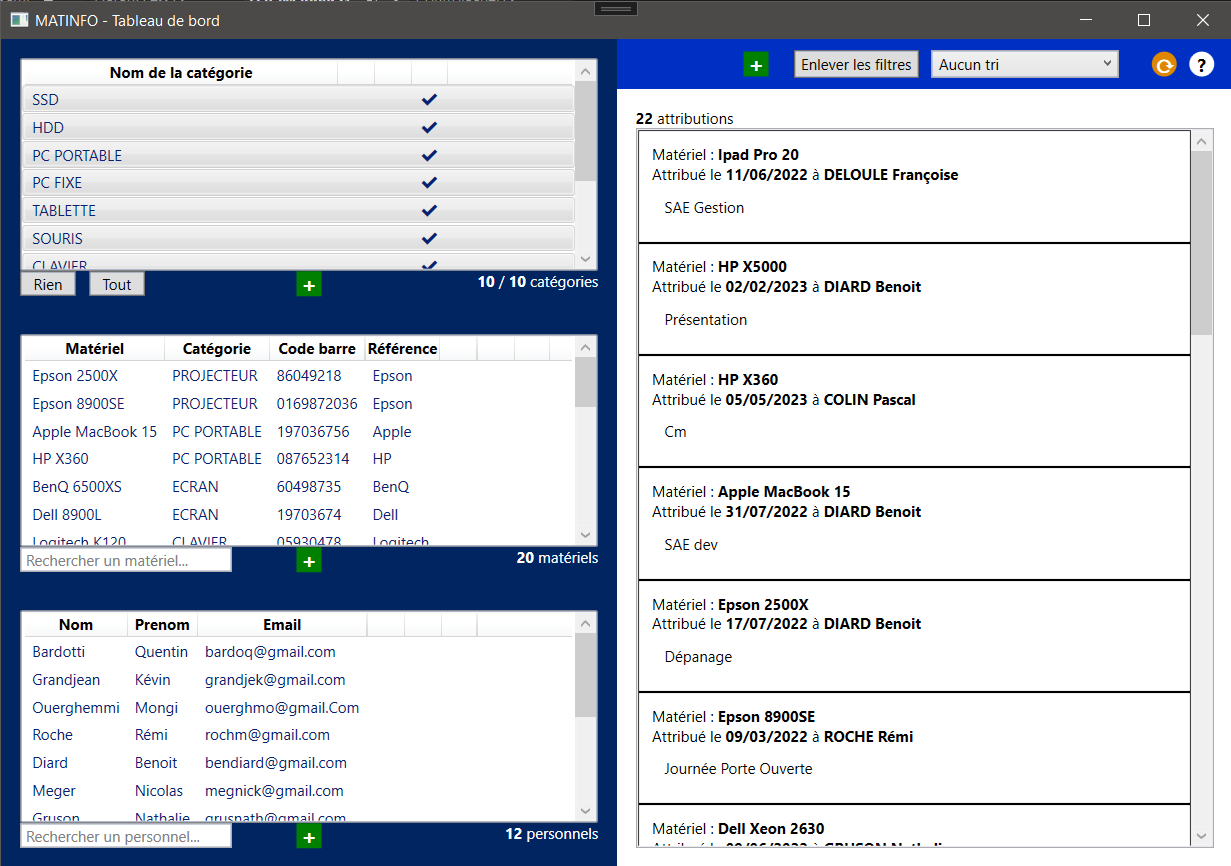 MATINFO - Tableau de bord
Nom de la catégorie
SSD
HDD
PC PORTABLE
PC FIXE
TABLETTE
SOURIS
CLAVIER
Rien Tout + 10 / 10 catégories
Matériel Catégorie Code barre Référence
Epson 2500X PROJECTEUR 86049218 Epson
Epson 8900SE PROJECTEUR 0169872036 Epson
Apple MacBook 15 PC PORTABLE 197036756 Apple
HP X360 PC PORTABLE 087652314 HP
BenQ 6500XS ECRAN 60498735 BenQ
Dell 8900L ECRAN 19703674 Dell
Logitech K120 CLAVIER 05930478 Logitech
Rechercher un matériel... + 20 matériels
Nom Prenom Email
Bardotti Quentin bardoq@gmail.com
Grandjean Kévin grandjek@gmail.com
Ouerghemmi Mongi ouerghmo@gmail.Com
Roche Rémi rochm@gmail.com
Diard Benoit bendiard@gmail.com
Meger Nicolas megnick@gmail.com
Gruson Nathalie grusnath@gmail.com
Rechercher un personnel... + 12 personnels
+ Enlever les filtres Aucun tri ?
22 attributions
Matériel : Ipad Pro 20
Attribué le 11/06/2022 à DELOULE Françoise
SAE Gestion
Matériel : HP X5000
Attribué le 02/02/2023 à DIARD Benoit
Présentation
Matériel : HP X360
Attribué le 05/05/2023 à COLIN Pascal
Cm
Matériel : Apple MacBook 15
Attribué le 31/07/2022 à DIARD Benoit
SAE dev
Matériel : Epson 2500X
Attribué le 17/07/2022 à DIARD Benoit
Dépanage
Matériel : Epson 8900SE
Attribué le 09/03/2022 à ROCHE Rémi
Journée Porte Ouverte
Matériel : Dell Xeon 2630